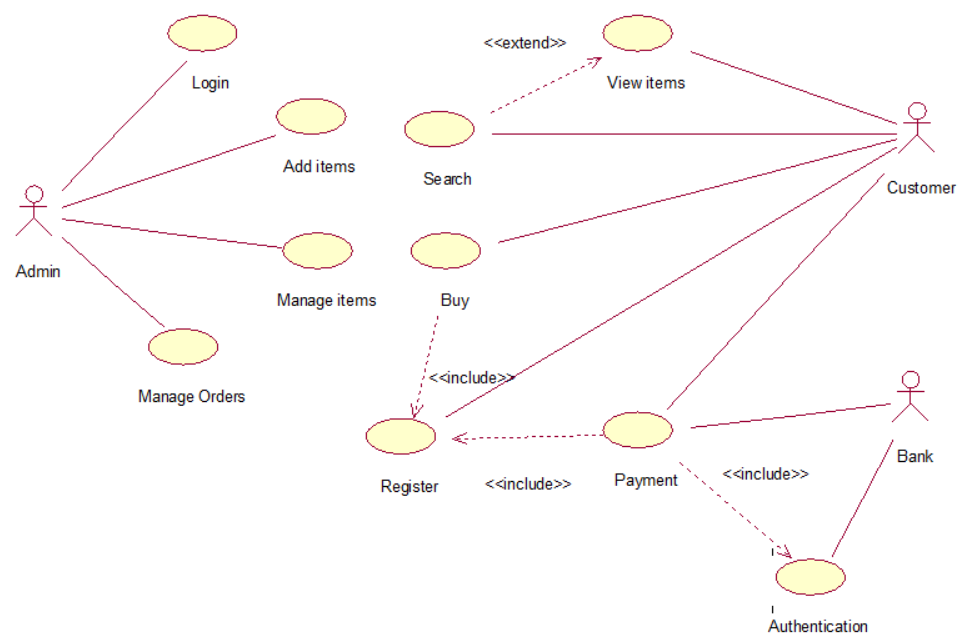 <<extend>>
Login
View items
Add items
Search
Customer
Admin
Manage items
Buy
<<include>>
Manage Orders
Bank
Register
<<include>>
Payment
<<include>>
Authentication